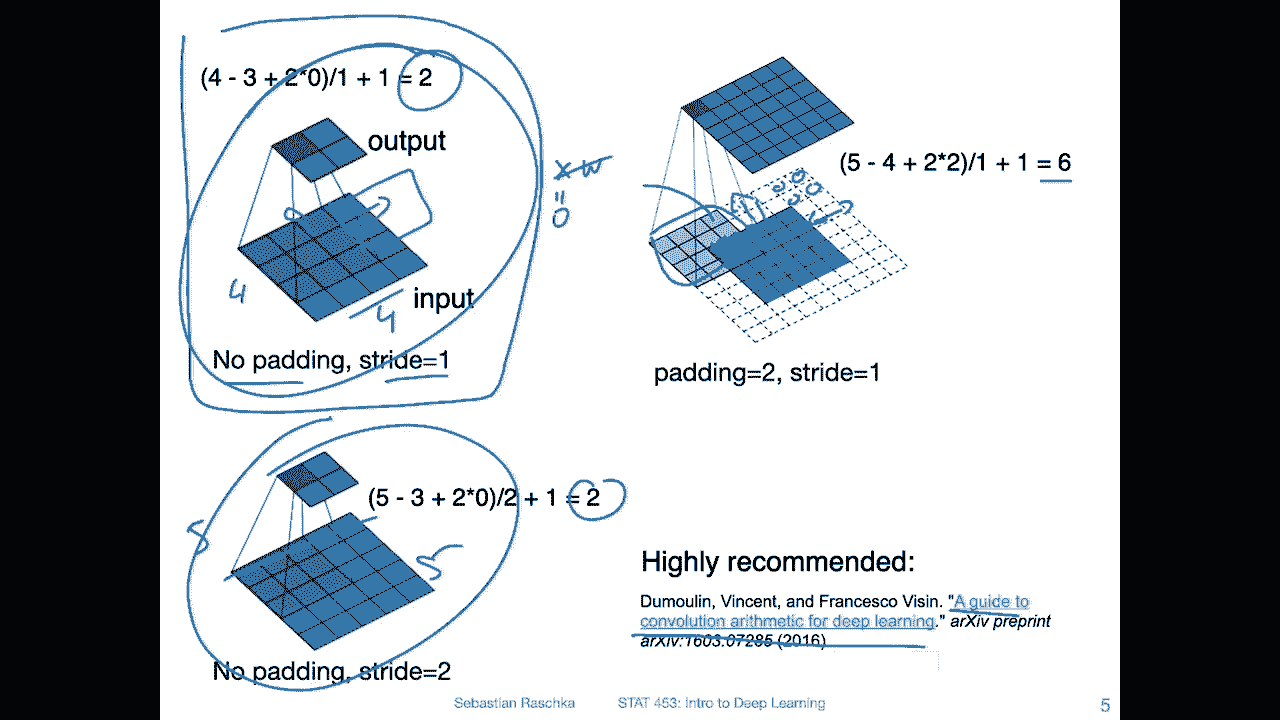 (4 - 3 + 2*0)/1 + 1 = 2
output
input
4
4
No padding, stride=1
x w
=
0
(5 - 4 + 2*2)/1 + 1 = 6
padding=2, stride=1
(5 - 3 + 2*0)/2 + 1 = 2
5
5
No padding, stride=2
Highly recommended:
Dumoulin, Vincent, and Francesco Visin. "A guide to
convolution arithmetic for deep learning." arXiv preprint
arXiv:1603.07285 (2016)
Sebastian Raschka STAT 453: Intro to Deep Learning 5